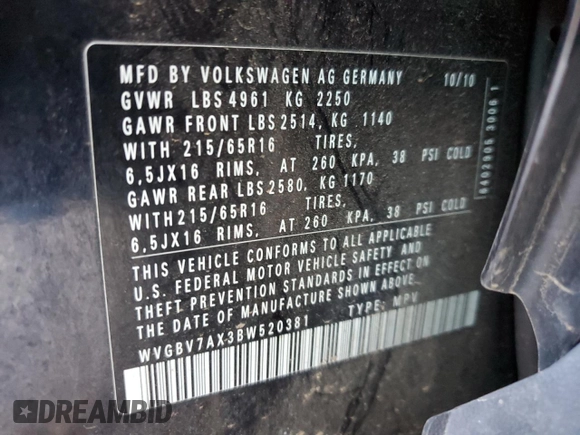 MFD BY VOLKSWAGEN AG GERMANY 10/10
GVWR LBS 4961 KG 2250
GAWR FRONT LBS 2514, KG 1140
WITH 215/65R16 TIRES,
6,5JX16 RIMS, AT 260 KPA, 38 PSI COLD
GAWR REAR LBS 2580, KG 1170
WITH 215/65R16 TIRES,
6,5JX16 RIMS, AT 260 KPA, 38 PSI COLD
THIS VEHICLE CONFORMS TO ALL APPLICABLE
U.S. FEDERAL MOTOR VEHICLE SAFETY AND
THEFT PREVENTION STANDARDS IN EFFECT ON
THE DATE OF MANUFACTURE SHOWN ABOVE.
WVGBV7AX3BW520381 TYPE: MPV
DREAMBID